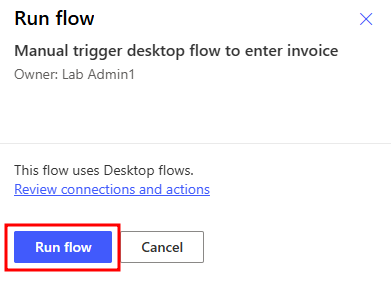 Run flow
Manual trigger desktop flow to enter invoice
Owner: Lab Admin1
This flow uses Desktop flows.
Review connections and actions
Run flow
Cancel